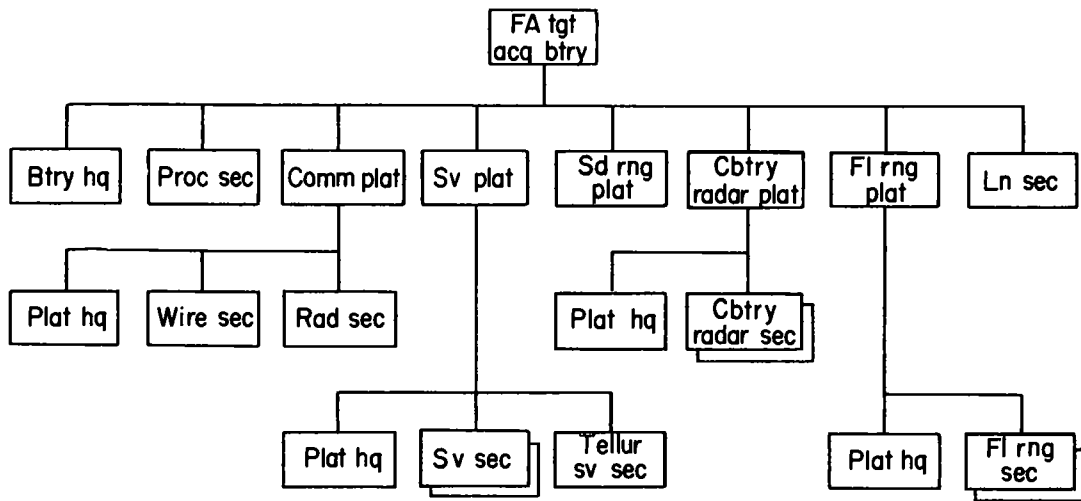 FA tgt
acq btry
Btry hq
Proc sec
Comm plat
Sv plat
Sd rng
plat
Cbtry
radar plat
Fl rng
plat
Ln sec
Plat hq
Wire sec
Rad sec
Plat hq
Cbtry
radar sec
Plat hq
Sv sec
Tellur
sv sec
Plat hq
Fl rng
sec